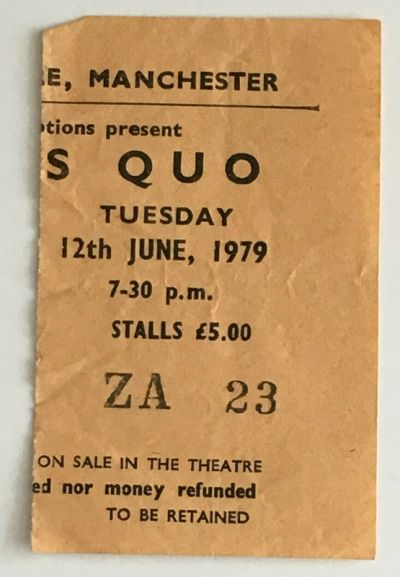 RE, MANCHESTER
otions present
S QUO
TUESDAY
12th JUNE, 1979
7-30 p.m.
STALLS £5.00
ZA 23
ON SALE IN THE THEATRE
ed nor money refunded
TO BE RETAINED